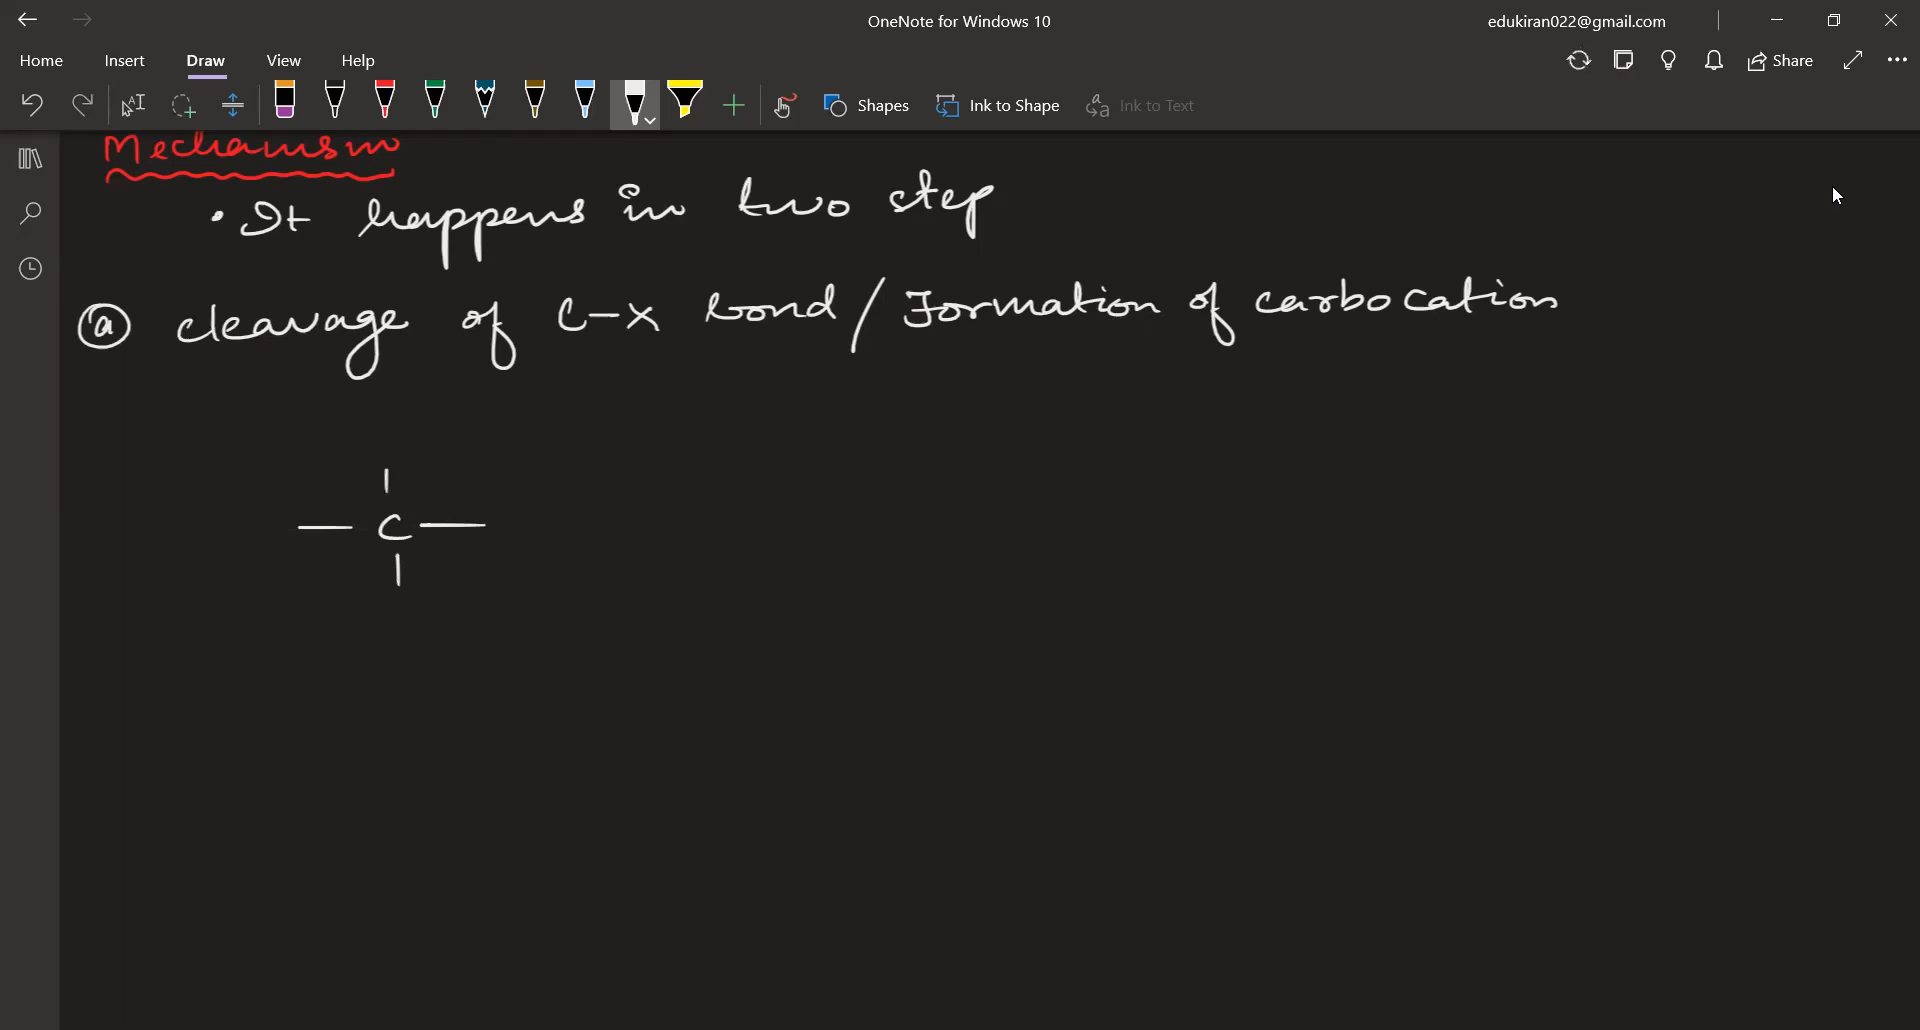 OneNote for Windows 10
edukiran022@gmail.com
Home Insert Draw View Help
Share
Shapes Ink to Shape Ink to Text
Mechanism
• It happens in two step
(a) cleavage of C-X bond / Formation of carbocation
C